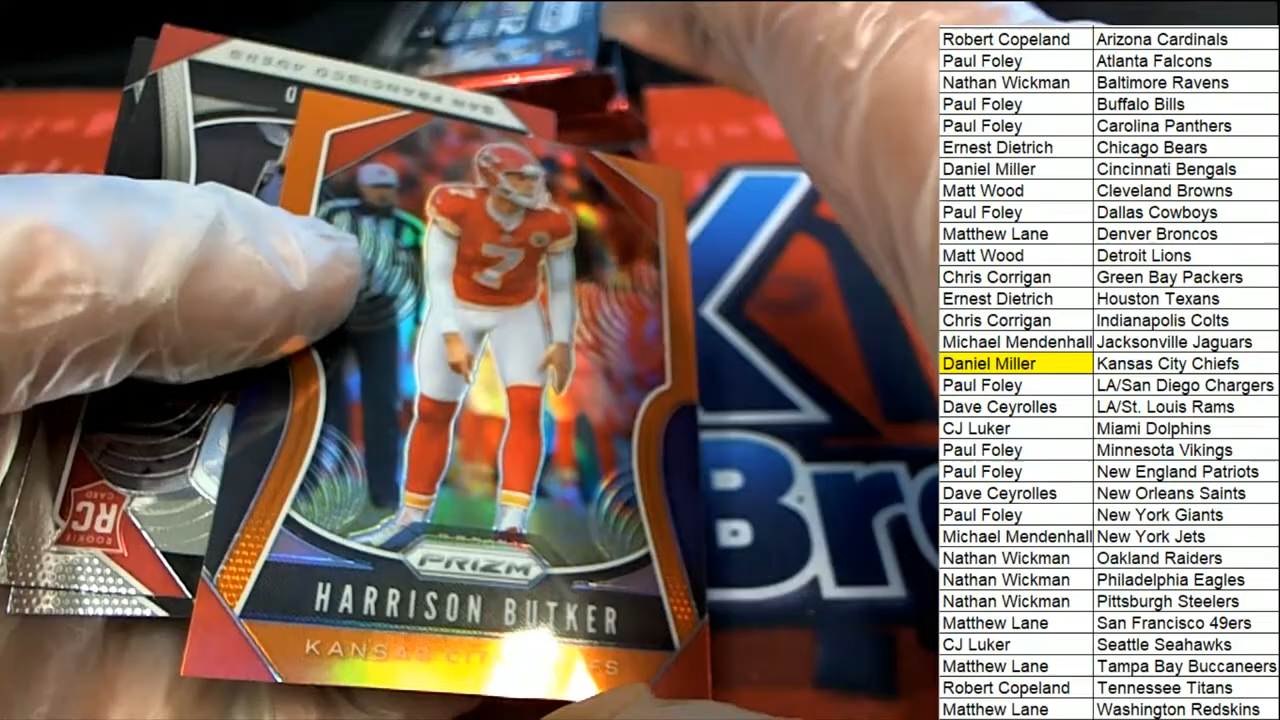 SAN FRANCISCO 49ERS
7
RC
ROOKIE
CARD
PRIZM
HARRISON BUTKER
KANSAS CITY CHIEFS
Br
Robert Copeland Arizona Cardinals
Paul Foley Atlanta Falcons
Nathan Wickman Baltimore Ravens
Paul Foley Buffalo Bills
Paul Foley Carolina Panthers
Ernest Dietrich Chicago Bears
Daniel Miller Cincinnati Bengals
Matt Wood Cleveland Browns
Paul Foley Dallas Cowboys
Matthew Lane Denver Broncos
Matt Wood Detroit Lions
Chris Corrigan Green Bay Packers
Ernest Dietrich Houston Texans
Chris Corrigan Indianapolis Colts
Michael Mendenhall Jacksonville Jaguars
Daniel Miller Kansas City Chiefs
Paul Foley LA/San Diego Chargers
Dave Ceyrolles LA/St. Louis Rams
CJ Luker Miami Dolphins
Paul Foley Minnesota Vikings
Paul Foley New England Patriots
Dave Ceyrolles New Orleans Saints
Paul Foley New York Giants
Michael Mendenhall New York Jets
Nathan Wickman Oakland Raiders
Nathan Wickman Philadelphia Eagles
Nathan Wickman Pittsburgh Steelers
Matthew Lane San Francisco 49ers
CJ Luker Seattle Seahawks
Matthew Lane Tampa Bay Buccaneers
Robert Copeland Tennessee Titans
Matthew Lane Washington Redskins